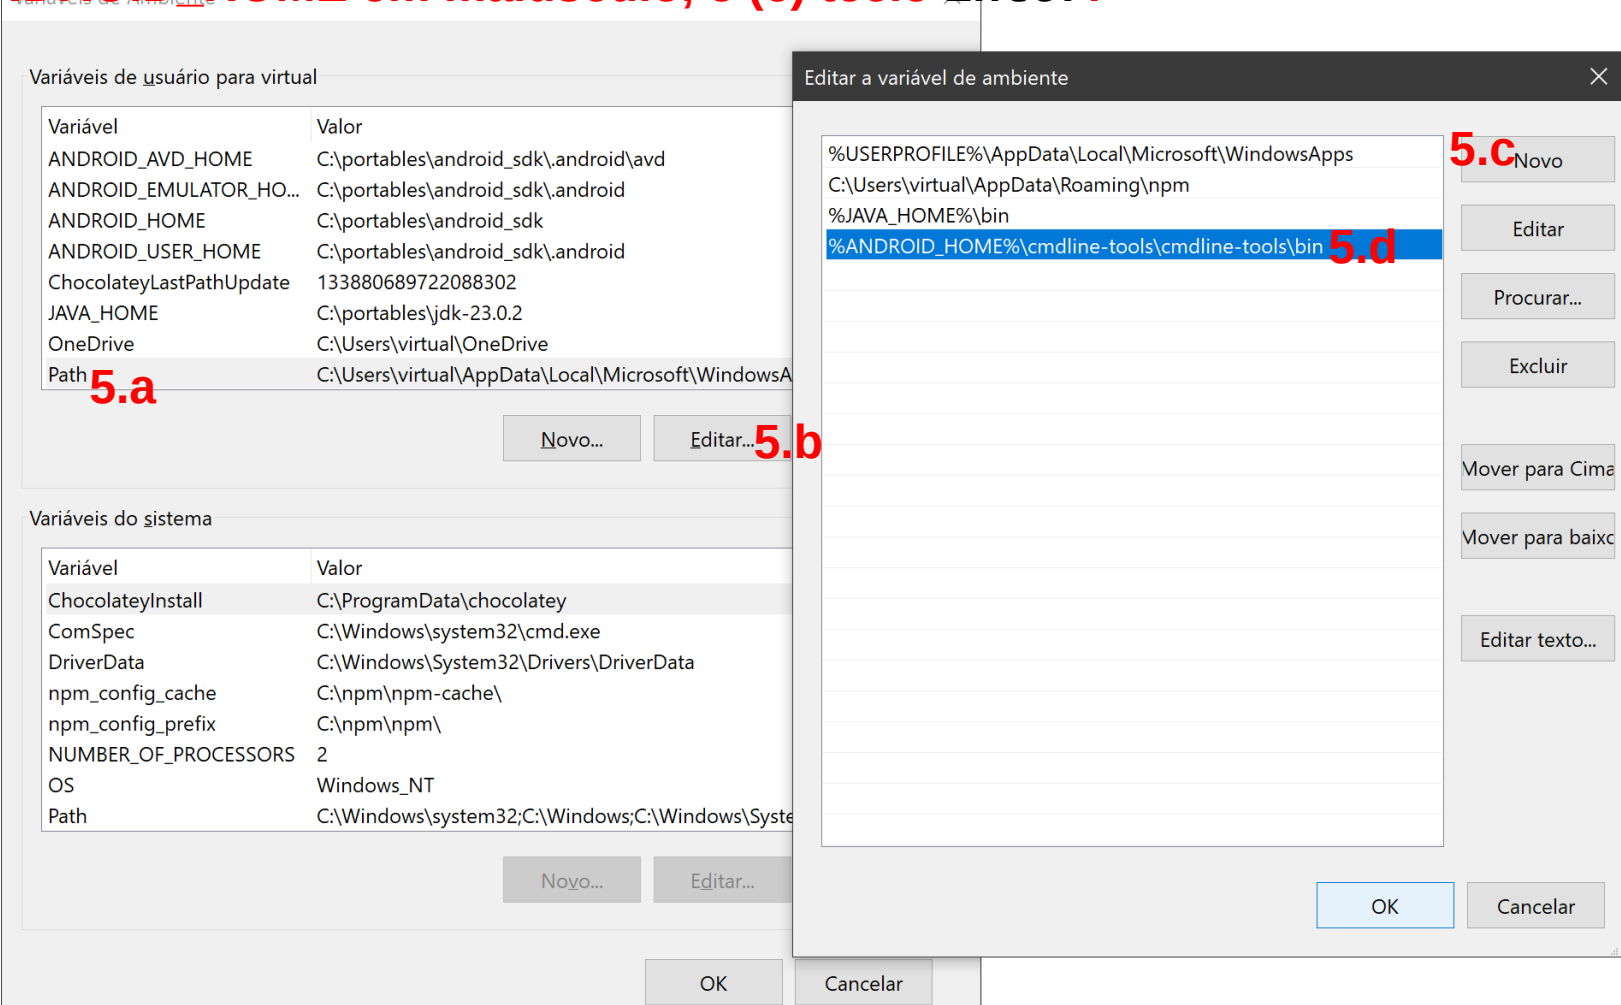 Variáveis de Ambiente
Variáveis de usuário para virtual
Variável Valor
ANDROID_AVD_HOME C:\portables\android_sdk\.android\avd
ANDROID_EMULATOR_HO... C:\portables\android_sdk\.android
ANDROID_HOME C:\portables\android_sdk
ANDROID_USER_HOME C:\portables\android_sdk\.android
ChocolateyLastPathUpdate 133880689722088302
JAVA_HOME C:\portables\jdk-23.0.2
OneDrive C:\Users\virtual\OneDrive
Path 5.a C:\Users\virtual\AppData\Local\Microsoft\WindowsA
Novo... Editar... 5.b
Variáveis do sistema
Variável Valor
ChocolateyInstall C:\ProgramData\chocolatey
ComSpec C:\Windows\system32\cmd.exe
DriverData C:\Windows\System32\Drivers\DriverData
npm_config_cache C:\npm\npm-cache\
npm_config_prefix C:\npm\npm\
NUMBER_OF_PROCESSORS 2
OS Windows_NT
Path C:\Windows\system32;C:\Windows;C:\Windows\Syste
Novo... Editar...
OK Cancelar
Editar a variável de ambiente
%USERPROFILE%\AppData\Local\Microsoft\WindowsApps
C:\Users\virtual\AppData\Roaming\npm
%JAVA_HOME%\bin
%ANDROID_HOME%\cmdline-tools\cmdline-tools\bin 5.d
5.c Novo
Editar
Procurar...
Excluir
Mover para Cima
Mover para baixo
Editar texto...
OK Cancelar